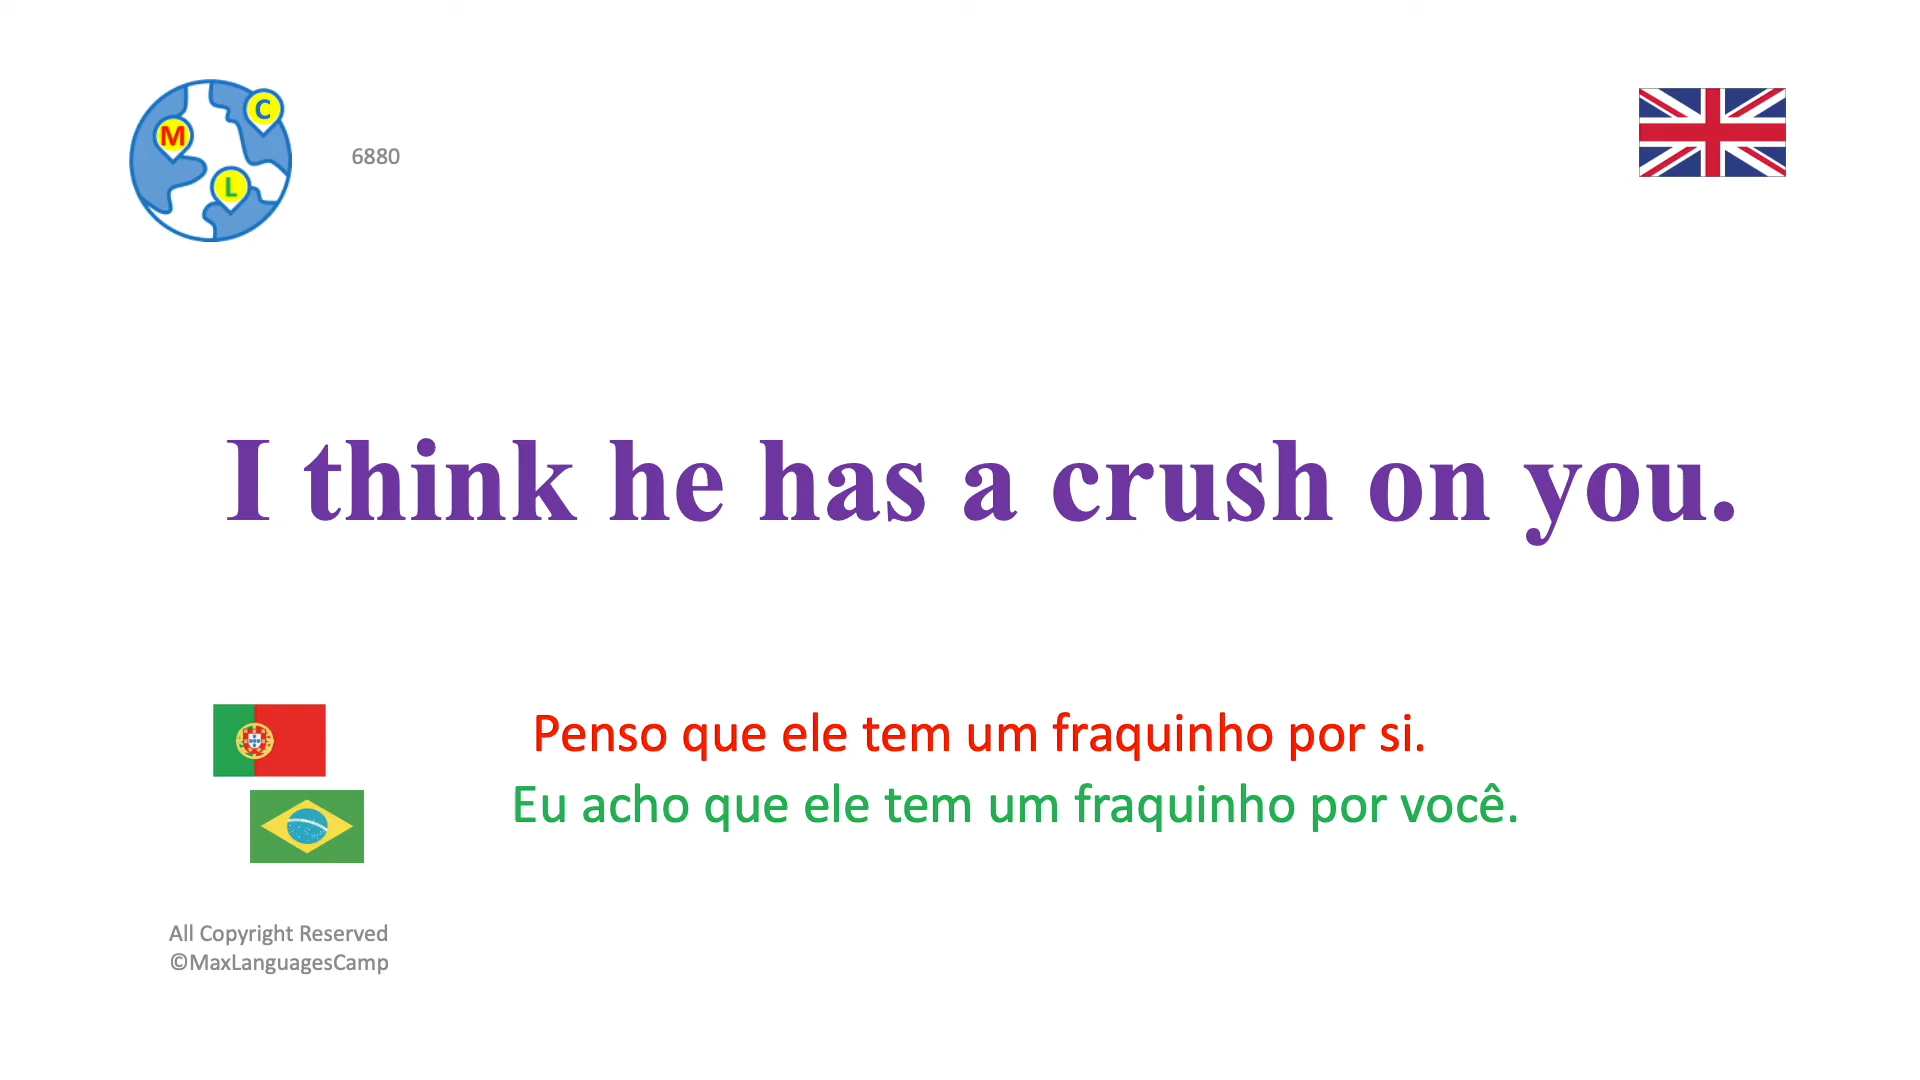 M
C
L
6880
I think he has a crush on you.
Penso que ele tem um fraquinho por si.
Eu acho que ele tem um fraquinho por você.
All Copyright Reserved
©MaxLanguagesCamp